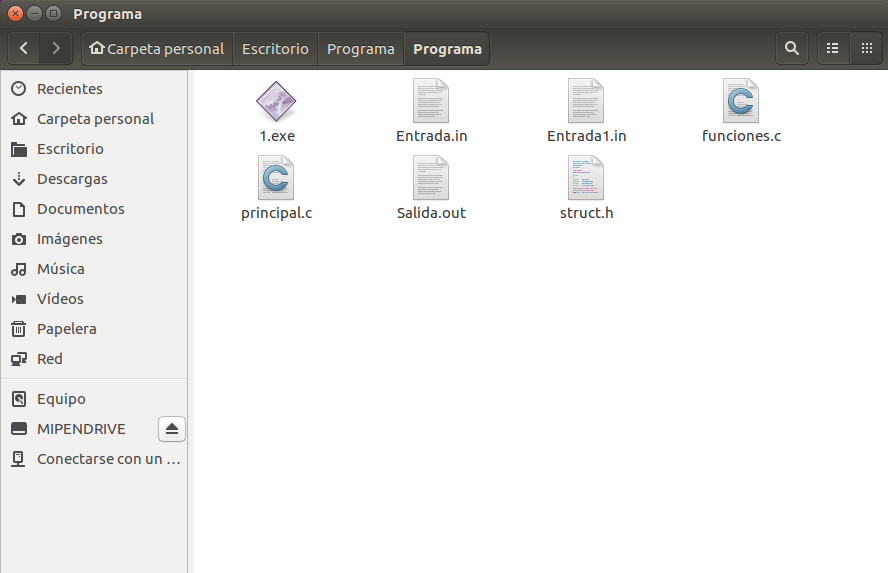 Programa
Carpeta personal Escritorio Programa Programa
Recientes
Carpeta personal
Escritorio
Descargas
Documentos
Imágenes
Música
Vídeos
Papelera
Red
Equipo
MIPENDRIVE
Conectarse con un …
1.exe
Entrada.in
Entrada1.in
funciones.c
principal.c
Salida.out
struct.h